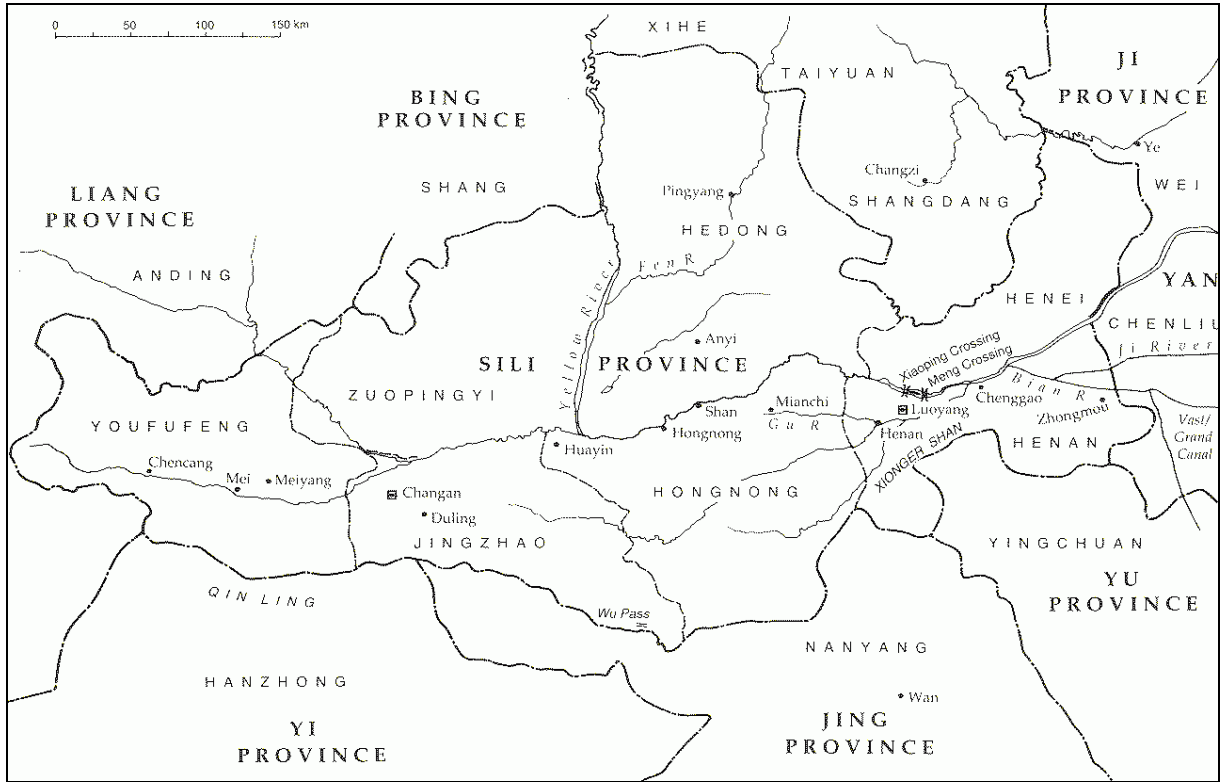 0 50 100 150 km
XIHE
TAIYUAN
JI
PROVINCE
BING
PROVINCE
Ye
Changzi
WEI
LIANG
PROVINCE
SHANG
Pingyang
SHANGDANG
HEDONG
ANDING
Fen R
Yellow River
YAN
HENEI
CHENLIU
Ji River
SILI PROVINCE
Anyi
Xiaoping Crossing
Meng Crossing
ZUOPINGYI
Bian R
Chenggao
Zhongmou
Shan
Mianchi
Luoyang
Gu R
YOUFUFENG
Hongnong
Henan
Vast/
Grand
Canal
HENAN
Huayin
XIONGER SHAN
Chencang
Mei
Meiyang
Changan
HONGNONG
Duling
JINGZHAO
YINGCHUAN
YU
PROVINCE
QIN LING
Wu Pass
NANYANG
HANZHONG
Wan
YI
PROVINCE
JING
PROVINCE